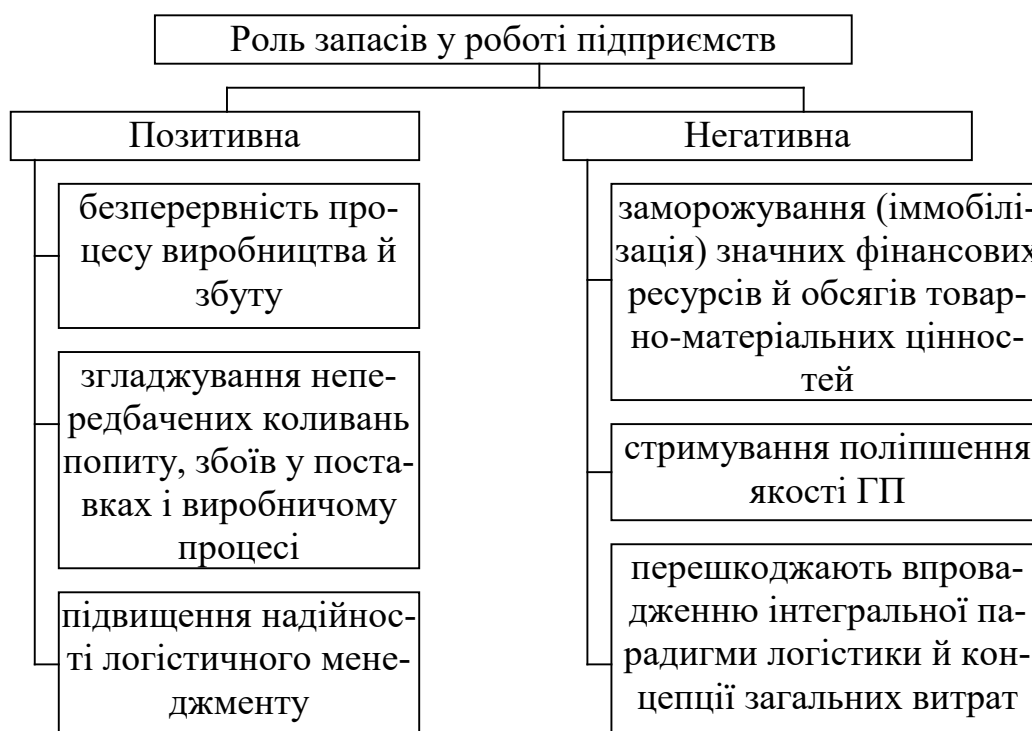 Роль запасів у роботі підприємств
Позитивна
безперервність про-
цесу виробництва й
збуту
згладжування непе-
редбачених коливань
попиту, збоїв у поста-
вках і виробничому
процесі
підвищення надійнос-
ті логістичного мене-
джменту
Негативна
заморожування (іммобілі-
зація) значних фінансових
ресурсів й обсягів товар-
но-матеріальнихціннос-
тей
стримування поліпшення
якості ГП
перешкоджають впрова-
дженню інтегральної па-
радигми логістики й кон-
цепції загальних витрат